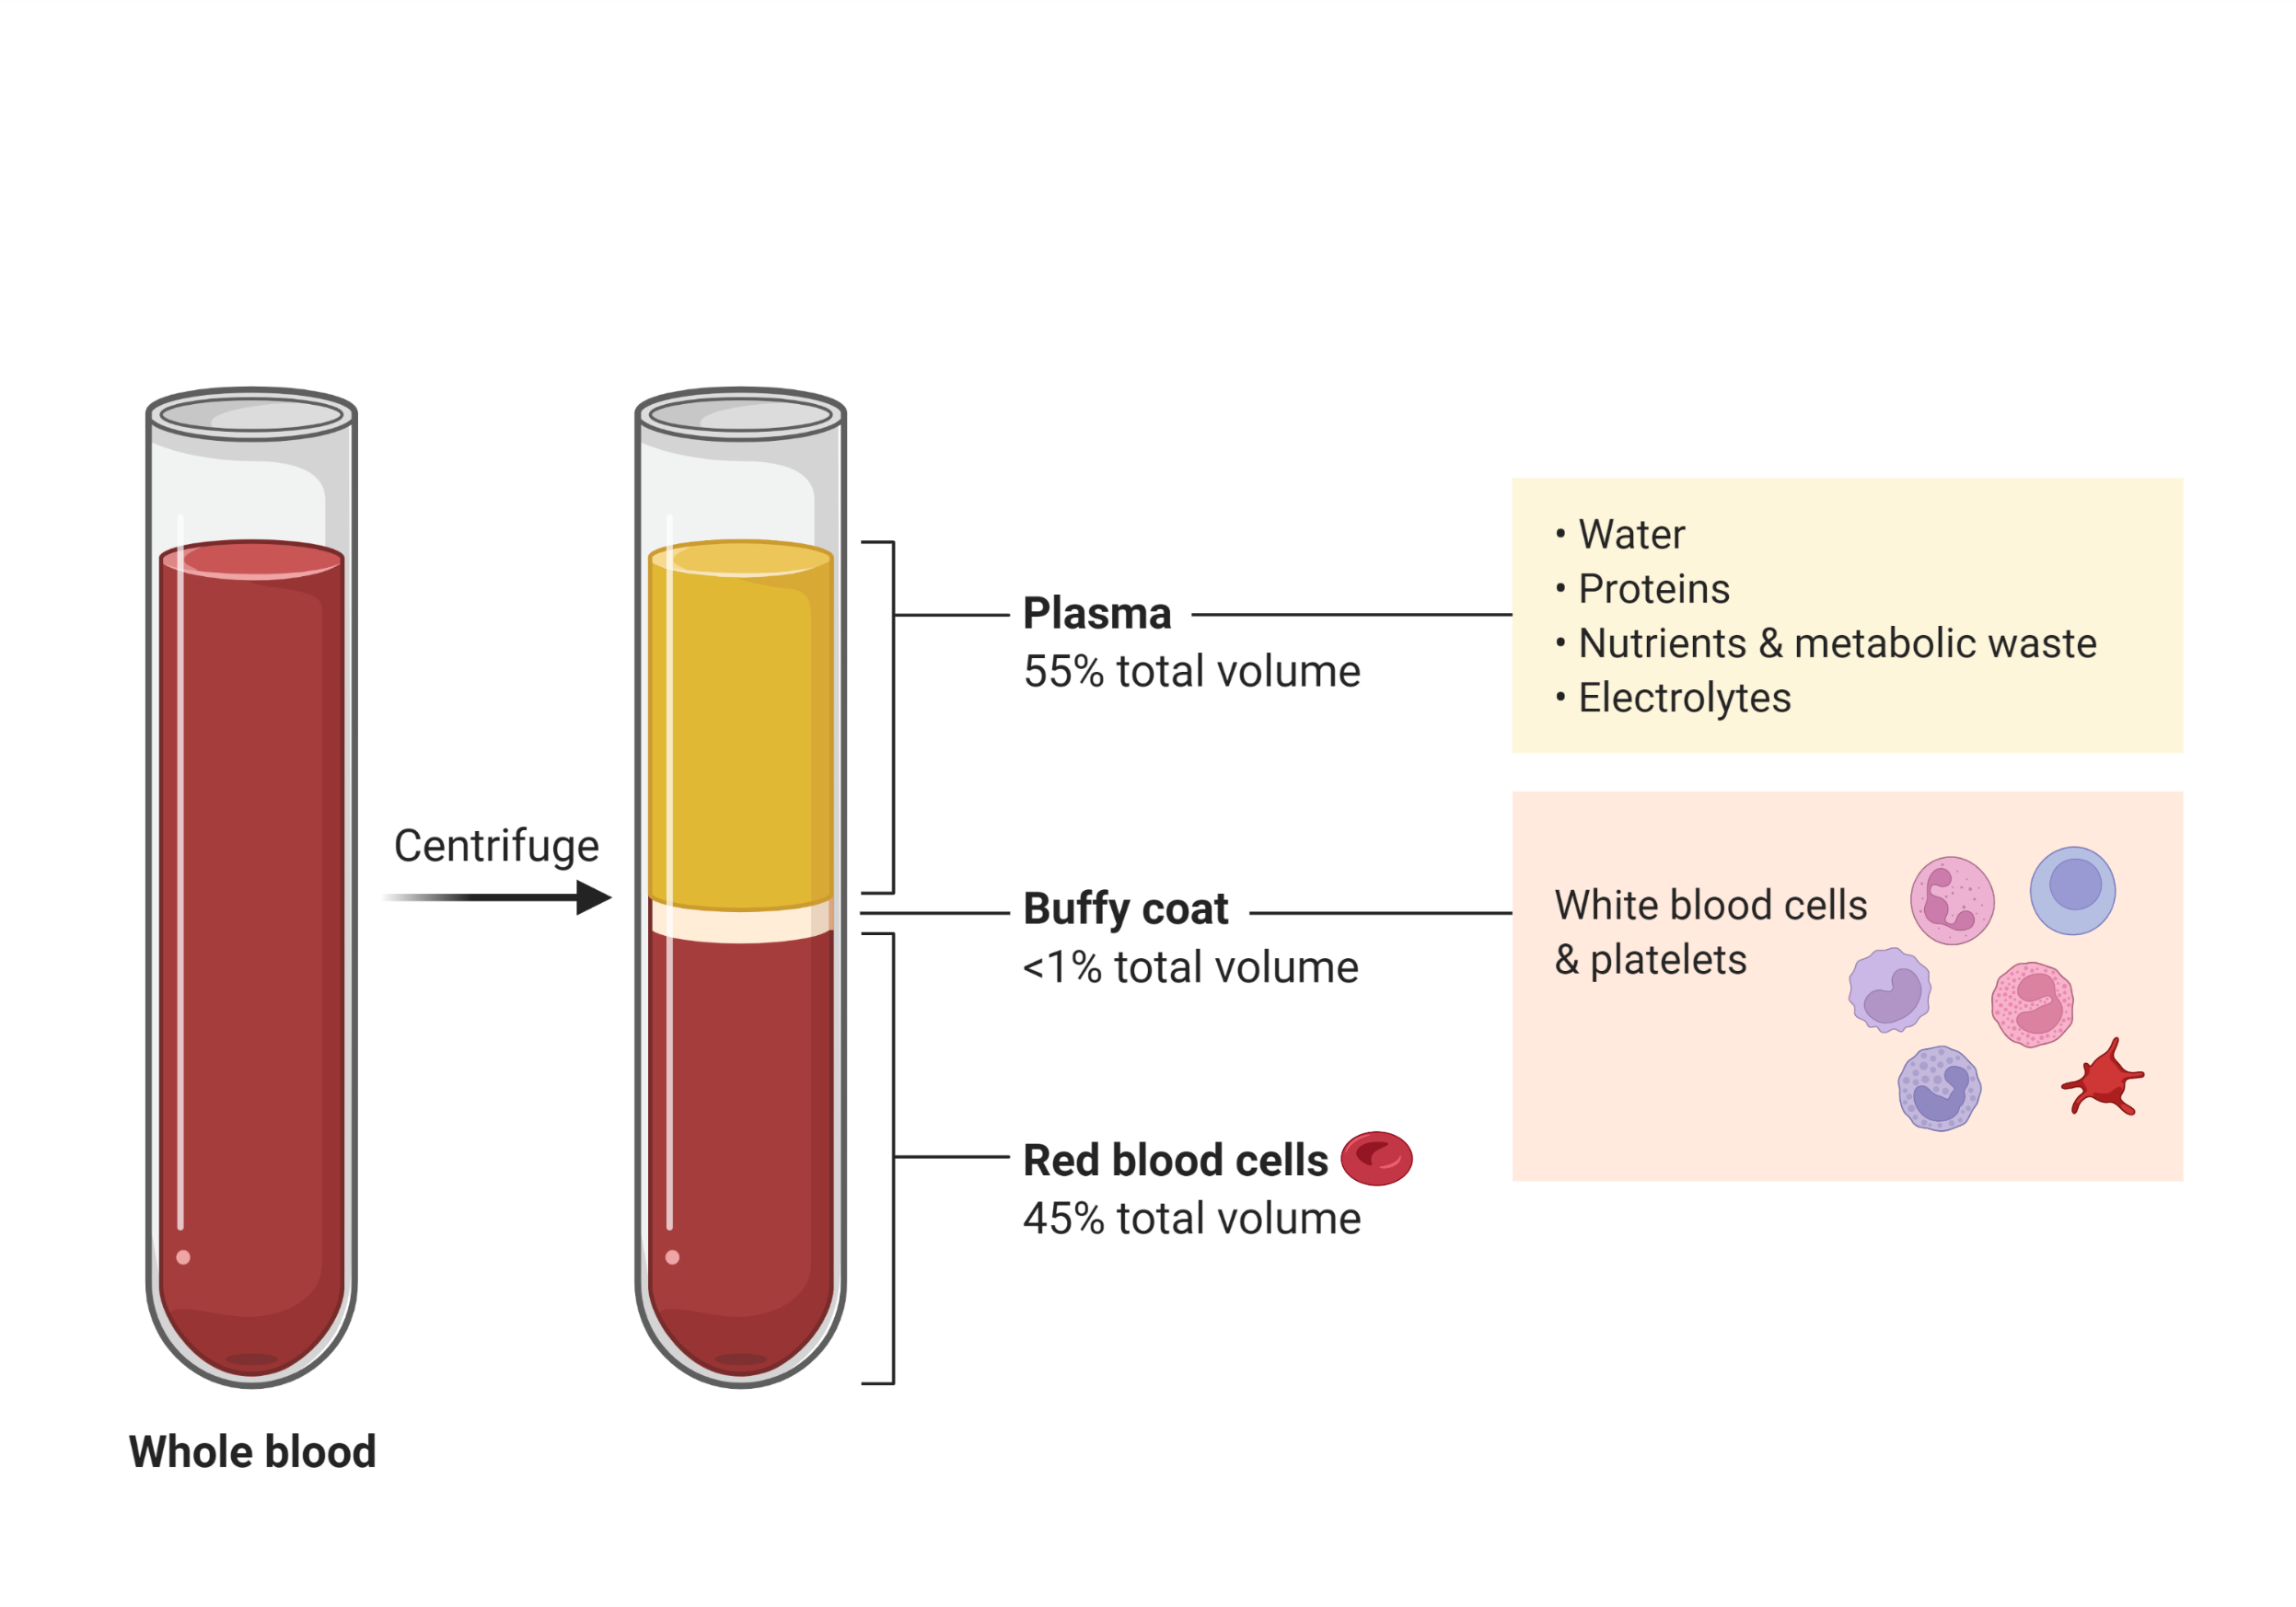 Whole blood
Centrifuge
Plasma
55% total volume
• Water
• Proteins
• Nutrients & metabolic waste
• Electrolytes
Buffy coat
<1% total volume
White blood cells
& platelets
Red blood cells
45% total volume